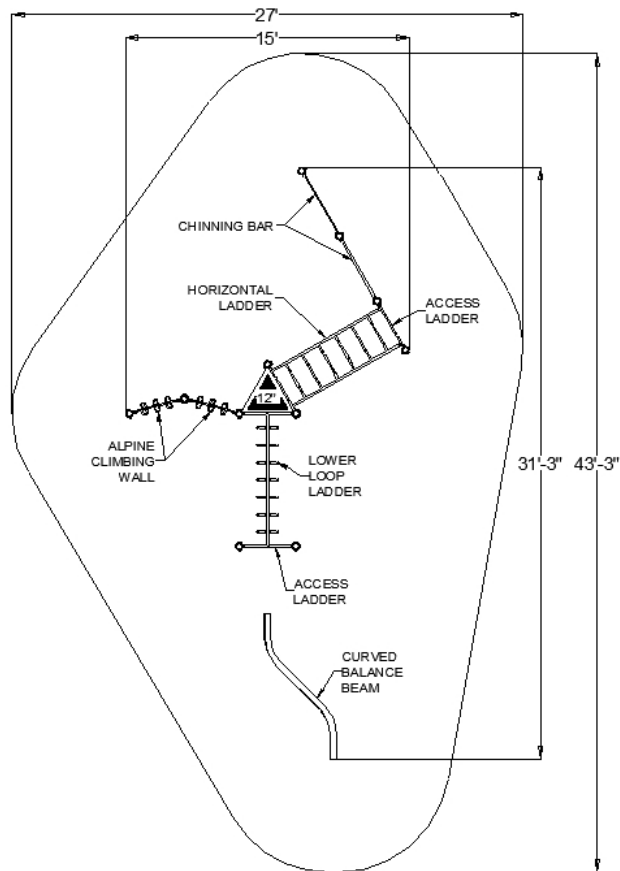 27'
15'
CHINNING BAR
HORIZONTAL
LADDER
ACCESS
LADDER
12"
ALPINE
CLIMBING
WALL
LOWER
LOOP
LADDER
31'-3"
43'-3"
ACCESS
LADDER
CURVED
BALANCE
BEAM